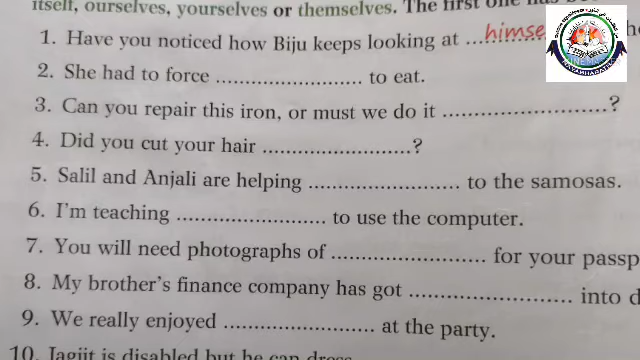 itself, ourselves, yourselves or themselves. The first one has
1. Have you noticed how Biju keeps looking at ...himse
2. She had to force ........................ to eat.
3. Can you repair this iron, or must we do it ........................?
4. Did you cut your hair ........................?
5. Salil and Anjali are helping ........................ to the samosas.
6. I'm teaching ........................ to use the computer.
7. You will need photographs of ........................ for your passp
8. My brother's finance company has got ........................ into d
9. We really enjoyed ........................ at the party.
10. Jagjit is disabled but he can dress